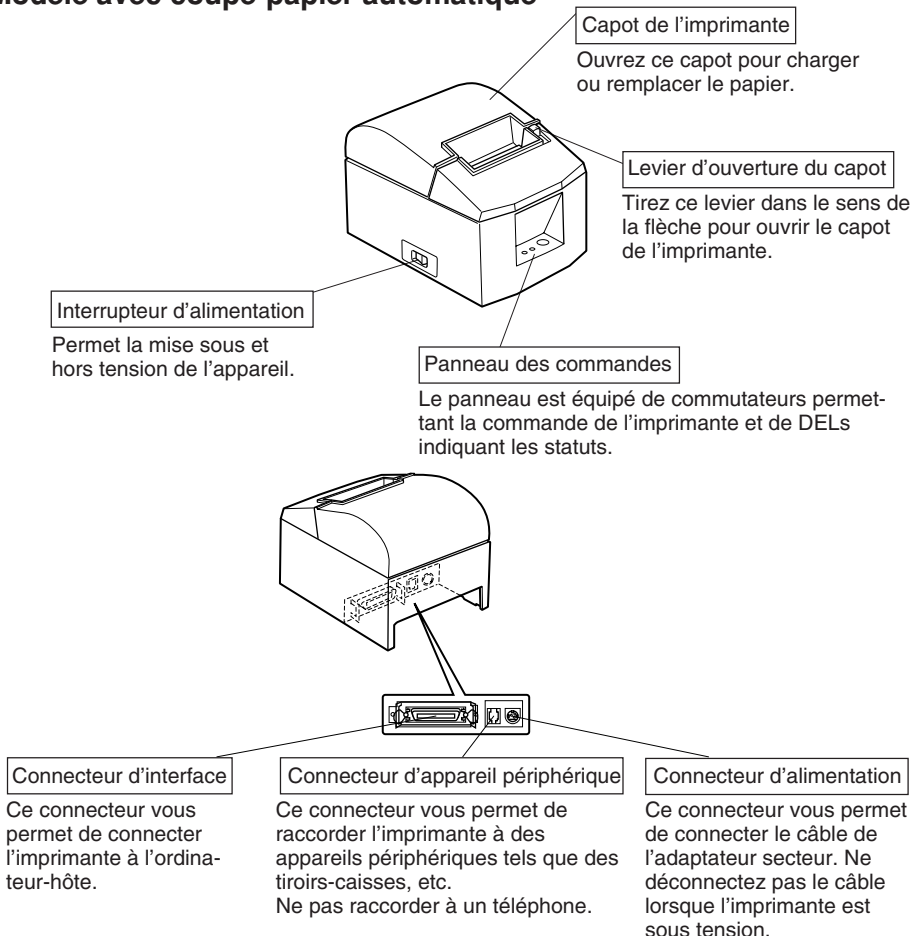 Modèle avec coupe-papier automatique
Capot de l’imprimante
Ouvrez ce capot pour charger
ou remplacer le papier.
Levier d’ouverture du capot
Tirez ce levier dans le sens de
la flèche pour ouvrir le capot
de l’imprimante.
Interrupteur d’alimentation
Permet la mise sous et
hors tension de l’appareil.
Panneau des commandes
Le panneau est équipé de commutateurs permet-
tant la commande de l’imprimante et de DELs
indiquant les statuts.
Connecteur d’interface
Ce connecteur vous
permet de connecter
l’imprimante à l’ordina-
teur-hôte.
Connecteur d’appareil périphérique
Ce connecteur vous permet de
raccorder l’imprimante à des
appareils périphériques tels que des
tiroirs-caisses, etc.
Ne pas raccorder à un téléphone.
Connecteur d’alimentation
Ce connecteur vous permet
de connecter le câble de
l’adaptateur secteur. Ne
déconnectez pas le câble
lorsque l’imprimante est
sous tension.